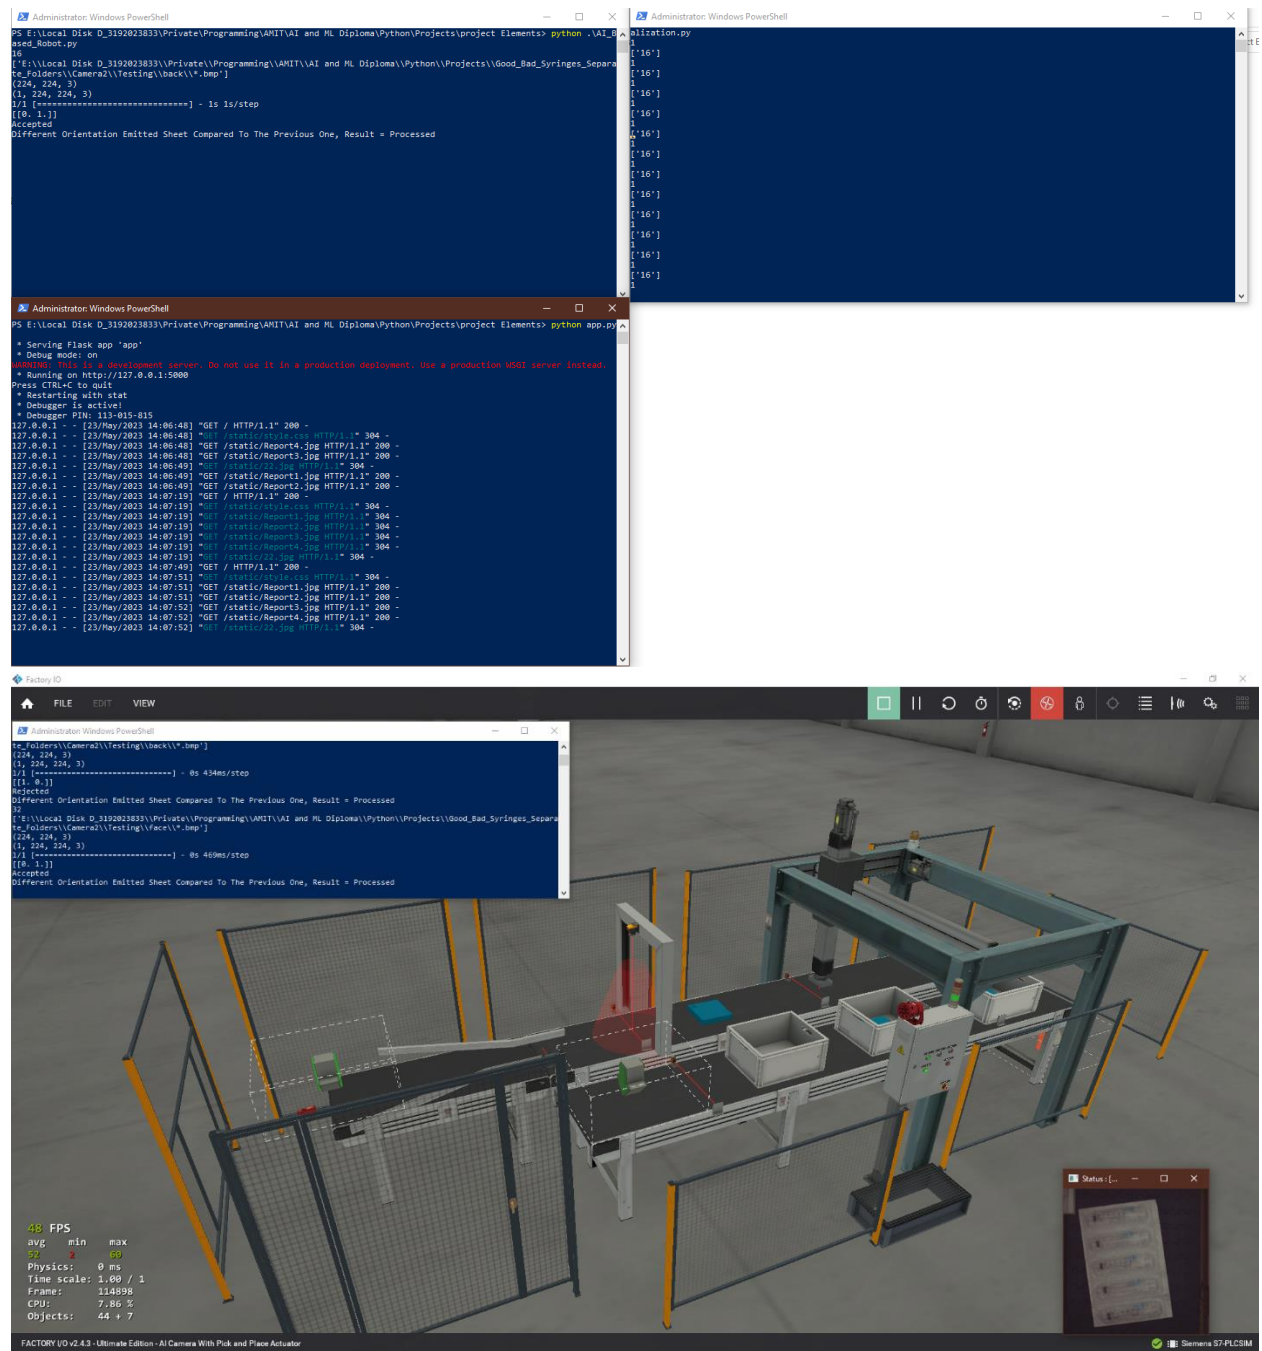 Administrator: Windows PowerShell
PS E:\Local Disk D_3192023833\Private\Programming\AMIT\AI and ML Diploma\Python\Projects\project Elements> python .\AI_B
ased_Robot.py
16
['E:\\Local Disk D_3192023833\\Private\\Programming\\AMIT\\AI and ML Diploma\\Python\\Projects\\Good_Bad_Syringes_Separa
te_Folders\\Camera2\\Testing\\back\\*.bmp']
(224, 224, 3)
(1, 224, 224, 3)
1/1 [==============================] - 1s 1s/step
[[0. 1.]]
Accepted
Different Orientation Emitted Sheet Compared To The Previous One, Result = Processed
Administrator: Windows PowerShell
alization.py
1
['16']
1
['16']
1
['16']
1
['16']
1
['16']
1
['16']
1
['16']
1
['16']
1
['16']
1
['16']
1
['16']
1
['16']
1
Administrator: Windows PowerShell
PS E:\Local Disk D_3192023833\Private\Programming\AMIT\AI and ML Diploma\Python\Projects\project Elements> python app.py
* Serving Flask app 'app'
* Debug mode: on
WARNING: This is a development server. Do not use it in a production deployment. Use a production WSGI server instead.
* Running on http://127.0.0.1:5000
Press CTRL+C to quit
* Restarting with stat
* Debugger is active!
* Debugger PIN: 113-015-815
127.0.0.1 - - [23/May/2023 14:06:48] "GET / HTTP/1.1" 200 -
127.0.0.1 - - [23/May/2023 14:06:48] "GET /static/style.css HTTP/1.1" 304 -
127.0.0.1 - - [23/May/2023 14:06:48] "GET /static/Report4.jpg HTTP/1.1" 200 -
127.0.0.1 - - [23/May/2023 14:06:48] "GET /static/Report3.jpg HTTP/1.1" 200 -
127.0.0.1 - - [23/May/2023 14:06:49] "GET /static/22.jpg HTTP/1.1" 304 -
127.0.0.1 - - [23/May/2023 14:06:49] "GET /static/Report1.jpg HTTP/1.1" 200 -
127.0.0.1 - - [23/May/2023 14:06:49] "GET /static/Report2.jpg HTTP/1.1" 200 -
127.0.0.1 - - [23/May/2023 14:07:19] "GET / HTTP/1.1" 200 -
127.0.0.1 - - [23/May/2023 14:07:19] "GET /static/style.css HTTP/1.1" 304 -
127.0.0.1 - - [23/May/2023 14:07:19] "GET /static/Report1.jpg HTTP/1.1" 304 -
127.0.0.1 - - [23/May/2023 14:07:19] "GET /static/Report2.jpg HTTP/1.1" 304 -
127.0.0.1 - - [23/May/2023 14:07:19] "GET /static/Report3.jpg HTTP/1.1" 304 -
127.0.0.1 - - [23/May/2023 14:07:19] "GET /static/Report4.jpg HTTP/1.1" 304 -
127.0.0.1 - - [23/May/2023 14:07:19] "GET /static/22.jpg HTTP/1.1" 304 -
127.0.0.1 - - [23/May/2023 14:07:49] "GET / HTTP/1.1" 200 -
127.0.0.1 - - [23/May/2023 14:07:51] "GET /static/style.css HTTP/1.1" 304 -
127.0.0.1 - - [23/May/2023 14:07:51] "GET /static/Report1.jpg HTTP/1.1" 200 -
127.0.0.1 - - [23/May/2023 14:07:51] "GET /static/Report2.jpg HTTP/1.1" 200 -
127.0.0.1 - - [23/May/2023 14:07:52] "GET /static/Report3.jpg HTTP/1.1" 200 -
127.0.0.1 - - [23/May/2023 14:07:52] "GET /static/Report4.jpg HTTP/1.1" 200 -
127.0.0.1 - - [23/May/2023 14:07:52] "GET /static/22.jpg HTTP/1.1" 304 -
Factory IO
FILE EDIT VIEW
Administrator: Windows PowerShell
te_Folders\\Camera2\\Testing\\back\\*.bmp']
(224, 224, 3)
(1, 224, 224, 3)
1/1 [==============================] - 0s 434ms/step
[[1. 0.]]
Rejected
Different Orientation Emitted Sheet Compared To The Previous One, Result = Processed
32
['E:\\Local Disk D_3192023833\\Private\\Programming\\AMIT\\AI and ML Diploma\\Python\\Projects\\Good_Bad_Syringes_Separa
te_Folders\\Camera2\\Testing\\face\\*.bmp']
(224, 224, 3)
(1, 224, 224, 3)
1/1 [==============================] - 0s 469ms/step
[[0. 1.]]
Accepted
Different Orientation Emitted Sheet Compared To The Previous One, Result = Processed
Status : [...
48 FPS
avg min max
52 2 60
Physics: 0 ms
Time scale: 1.00 / 1
Frame: 114898
CPU: 7.86 %
Objects: 44 + 7
FACTORY I/O v2.4.3 - Ultimate Edition - AI Camera With Pick and Place Actuator
Siemens S7-PLCSIM